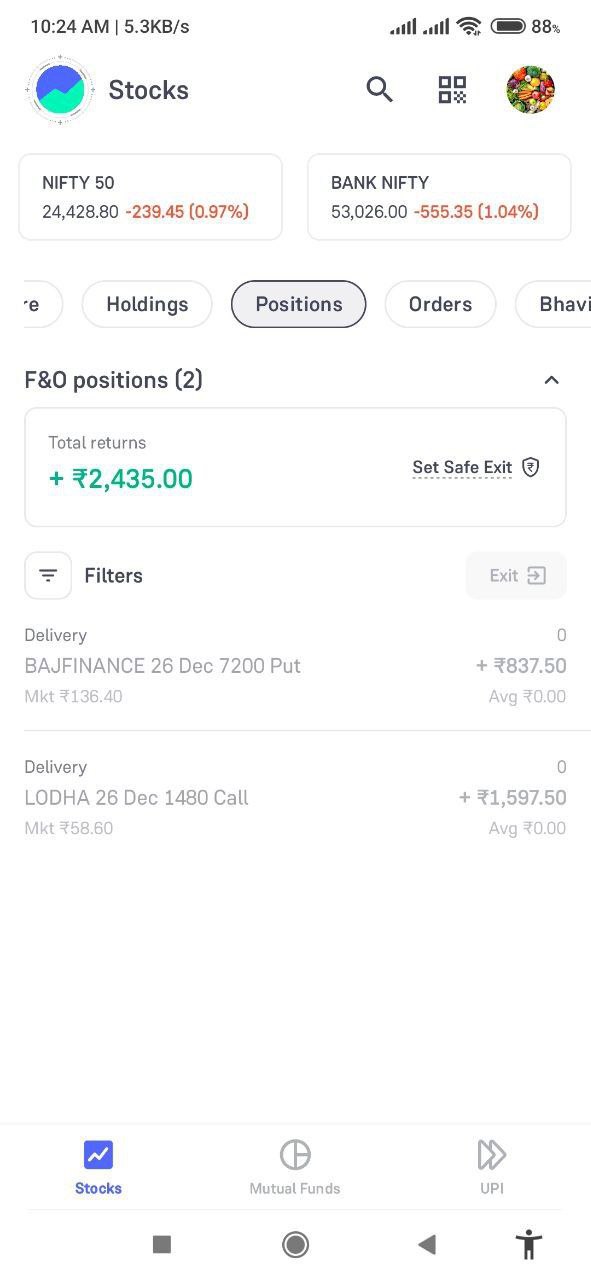 10:24 AM | 5.3KB/s 88%
Stocks
NIFTY 50
24,428.80 -239.45 (0.97%)
BANK NIFTY
53,026.00 -555.35 (1.04%)
re Holdings Positions Orders Bhavi
F&O positions (2)
Total returns
+ ₹2,435.00
Set Safe Exit
Filters Exit
Delivery 0
BAJFINANCE 26 Dec 7200 Put + ₹837.50
Mkt ₹136.40 Avg ₹0.00
Delivery 0
LODHA 26 Dec 1480 Call + ₹1,597.50
Mkt ₹58.60 Avg ₹0.00
Stocks Mutual Funds UPI